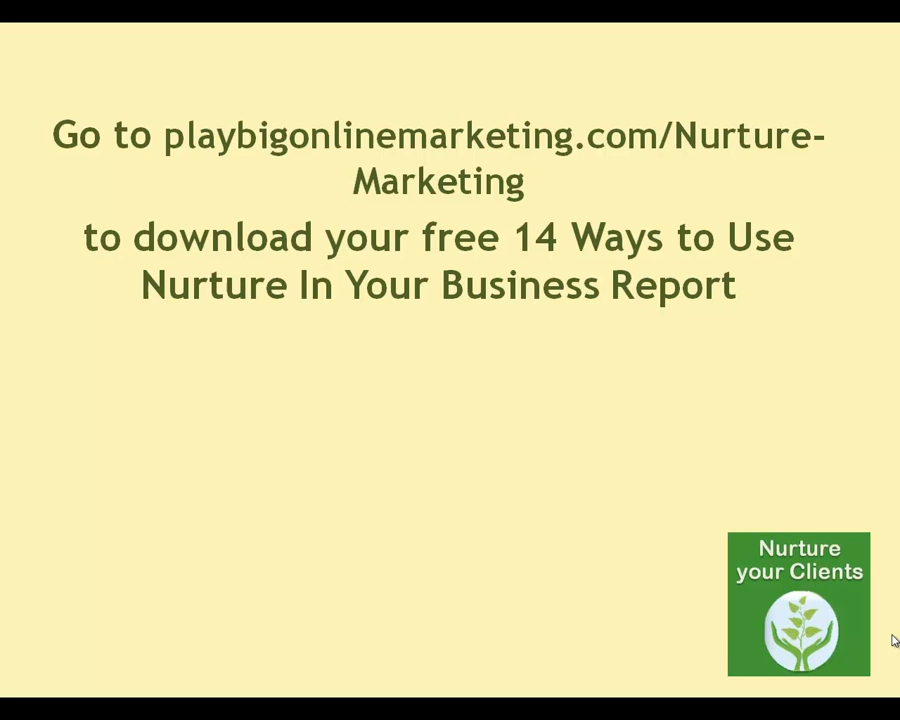 Go to playbigonlinemarketing.com/Nurture-
Marketing
to download your free 14 Ways to Use
Nurture In Your Business Report
Nurture
your Clients